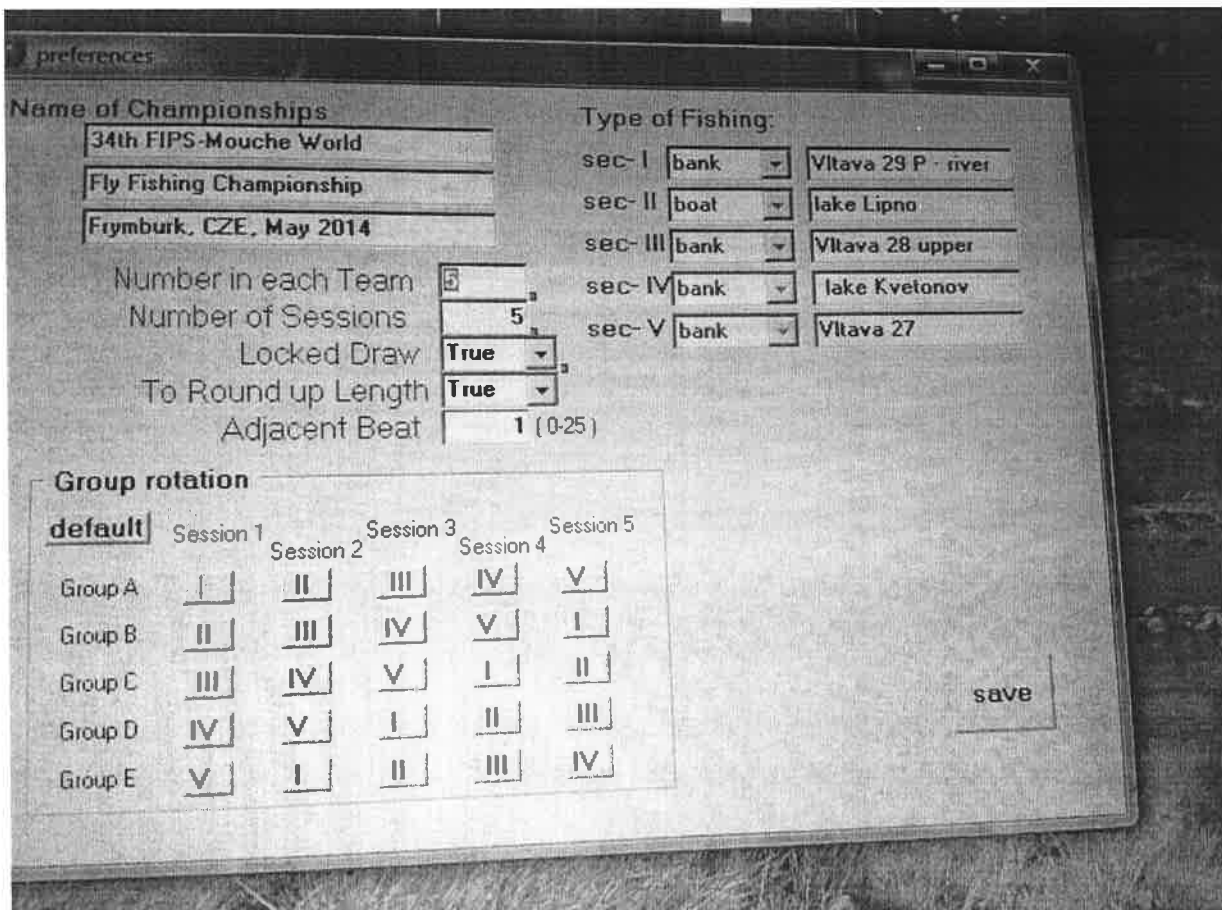 preferences
Name of Championships
34th FIPS-Mouche World
Fly Fishing Championship
Frymburk, CZE, May 2014
Type of Fishing:
sec- I bank Vltava 29 P - river
sec- II boat lake Lipno
sec- III bank Vltava 28 upper
sec- IV bank lake Kvetonov
sec- V bank Vltava 27
Number in each Team 5
Number of Sessions 5
Locked Draw True
To Round up Length True
Adjacent Beat 1 ( 0-25 )
Group rotation
default Session 1 Session 2 Session 3 Session 4 Session 5
Group A I II III IV V
Group B II III IV V I
Group C III IV V I II
Group D IV V I II III
Group E V I II III IV
save